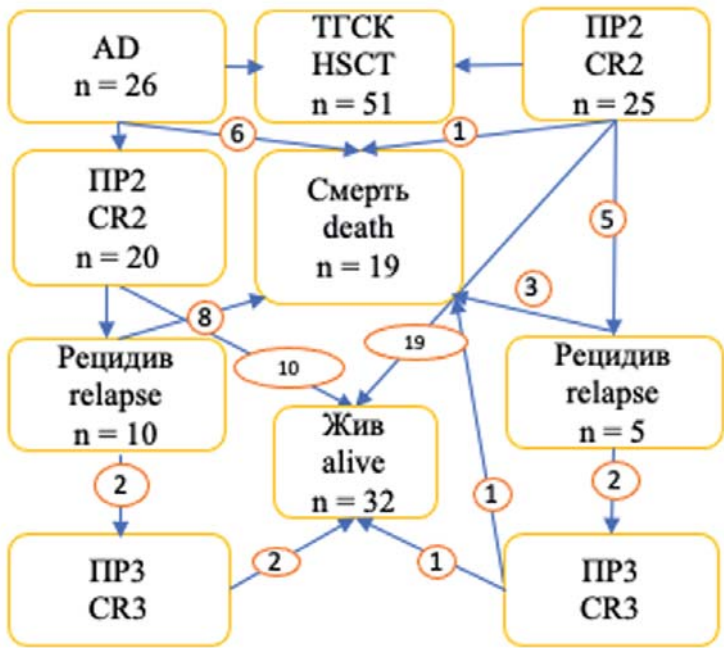 AD
n = 26
ТГСК
HSCT
n = 51
ПР2
CR2
n = 25
6
1
ПР2
CR2
n = 20
Смерть
death
n = 19
5
3
8
19
10
Рецидив
relapse
n = 10
Жив
alive
n = 32
Рецидив
relapse
n = 5
2
1
2
ПР3
CR3
2
1
ПР3
CR3